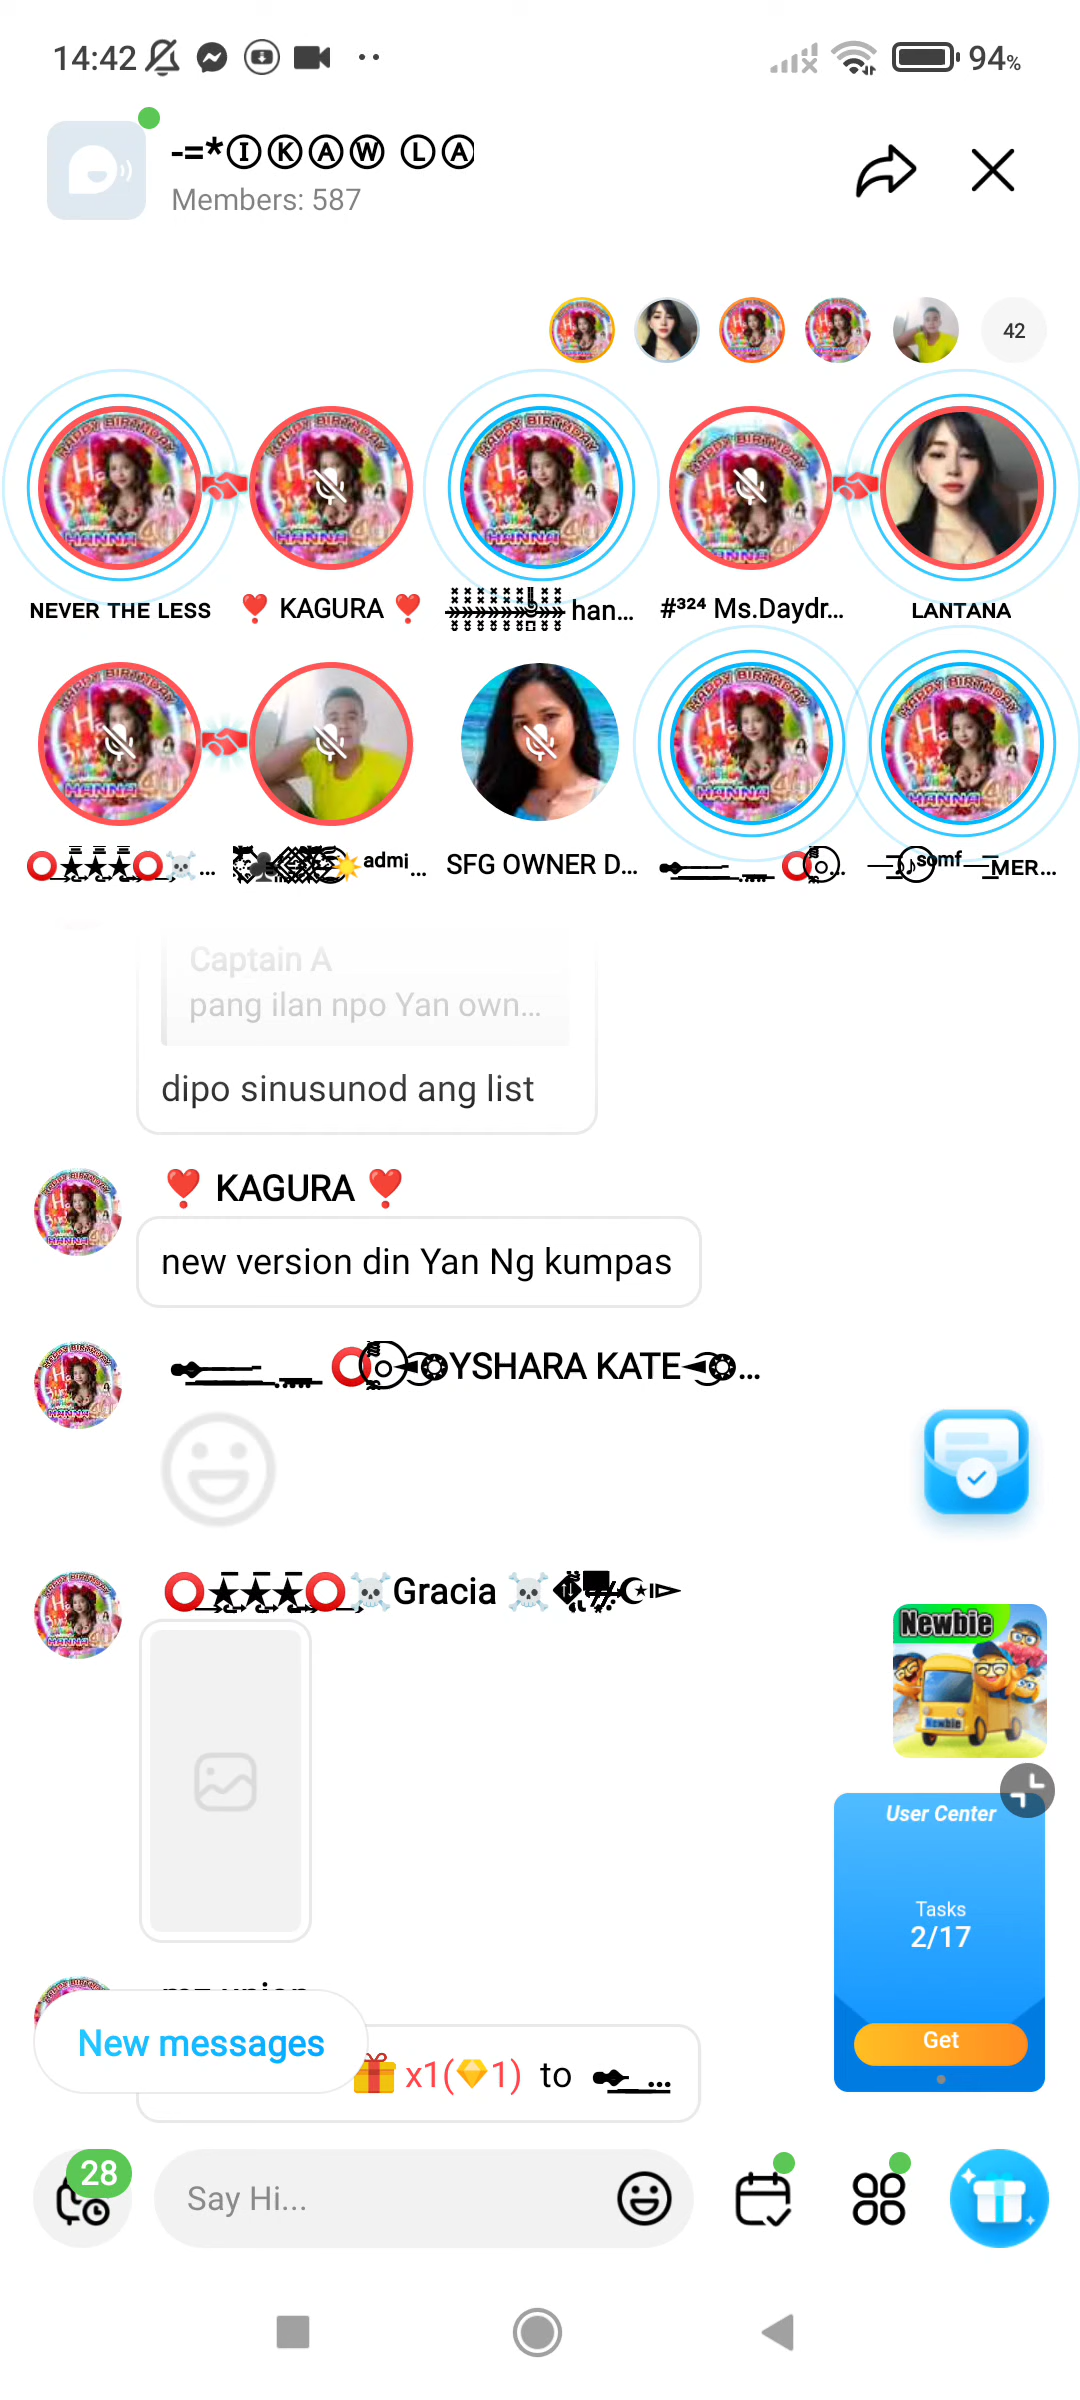 14:42
94%
-=*ⒾⓀⒶⓌ ⓁⒶ
Members: 587
42
NEVER THE LESS
❣️ KAGURA ❣️
han...
#³²⁴ Ms.Daydr...
LANTANA
admi...
SFG OWNER D...
somf
MER...
Captain A
pang ilan npo Yan own...
dipo sinusunod ang list
❣️ KAGURA ❣️
new version din Yan Ng kumpas
YSHARA KATE
Gracia
Newbie
Newbie
User Center
Tasks
2/17
Get
New messages
x1(1) to ...
28
Say Hi...